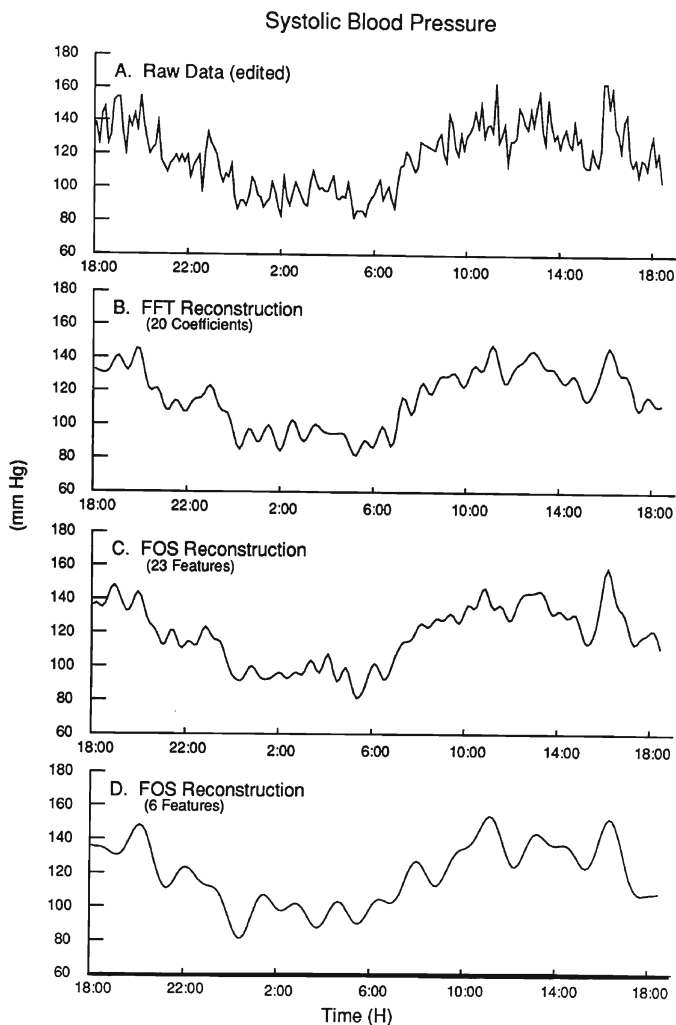 Systolic Blood Pressure
A. Raw Data (edited)
180
160
140
120
100
80
60
18:00 22:00 2:00 6:00 10:00 14:00 18:00
B. FFT Reconstruction
(20 Coefficients)
180
160
140
120
100
80
60
18:00 22:00 2:00 6:00 10:00 14:00 18:00
(mm Hg)
C. FOS Reconstruction
(23 Features)
180
160
140
120
100
80
60
18:00 22:00 2:00 6:00 10:00 14:00 18:00
D. FOS Reconstruction
(6 Features)
180
160
140
120
100
80
60
18:00 22:00 2:00 6:00 10:00 14:00 18:00
Time (H)